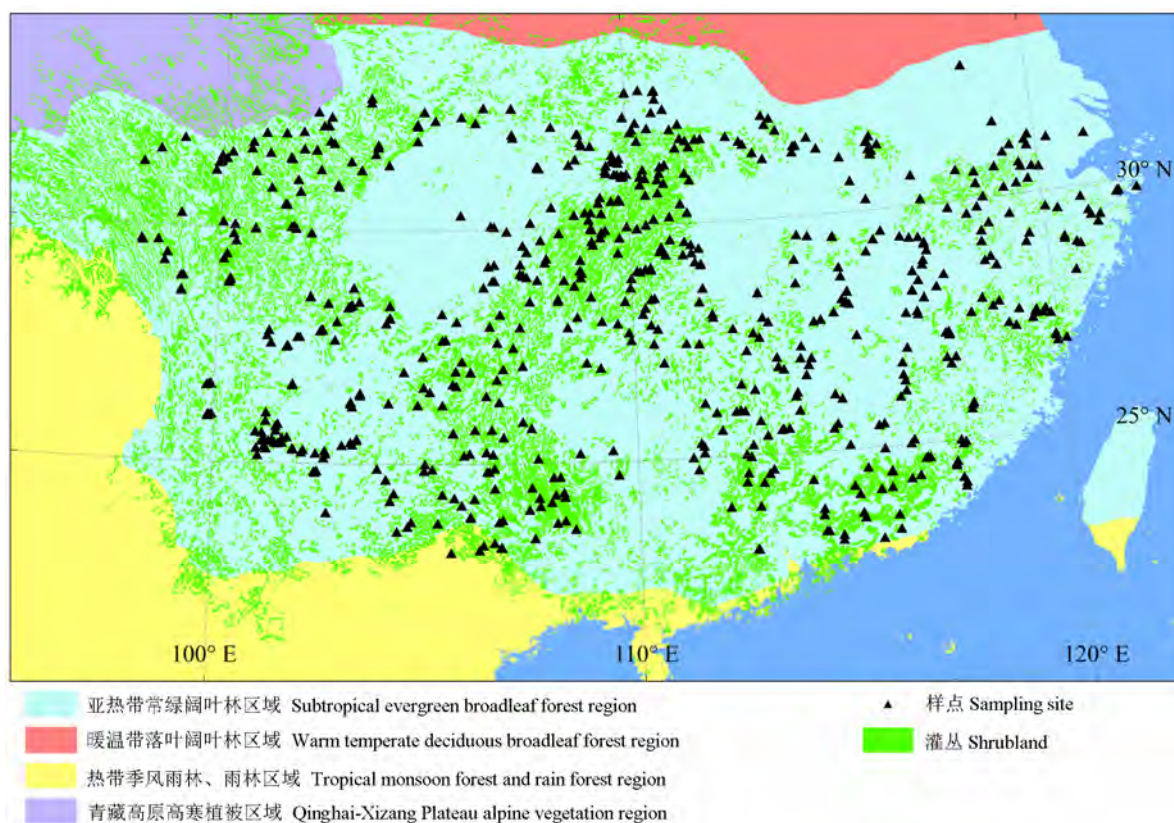 30° N
25° N
100° E
110° E
120° E
亚热带常绿阔叶林区域 Subtropical evergreen broadleaf forest region
暖温带落叶阔叶林区域 Warm temperate deciduous broadleaf forest region
热带季风雨林、雨林区域 Tropical monsoon forest and rain forest region
青藏高原高寒植被区域 Qinghai-Xizang Plateau alpine vegetation region
样点 Sampling site
灌丛 Shrubland